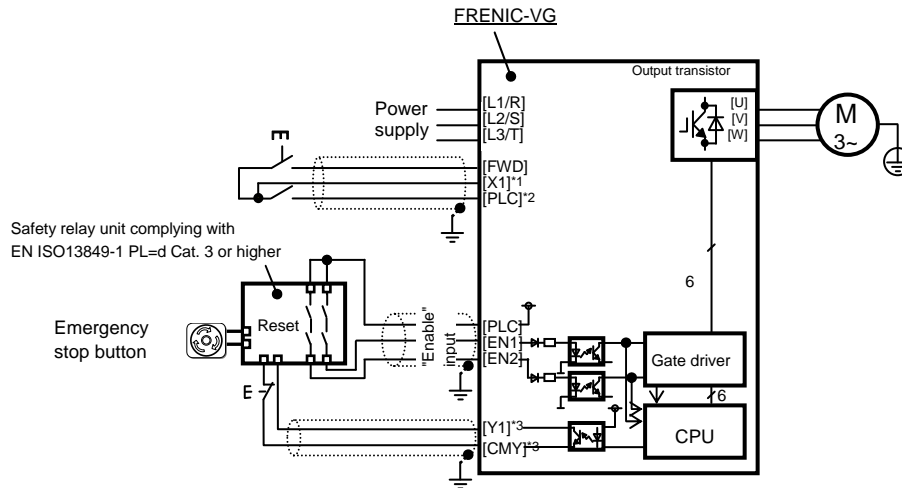 FRENIC-VG
Output transistor
Power
supply
[L1/R]
[L2/S]
[L3/T]
[U]
[V]
[W]
M
3~
[FWD]
[X1]*1
[PLC]*2
Safety relay unit complying with
EN ISO13849-1 PL=d Cat. 3 or higher
6
Emergency
stop button
Reset
"Enable"
input
[PLC]
[EN1]
[EN2]
Gate driver
6
E
[Y1]*3
[CMY]*3
CPU